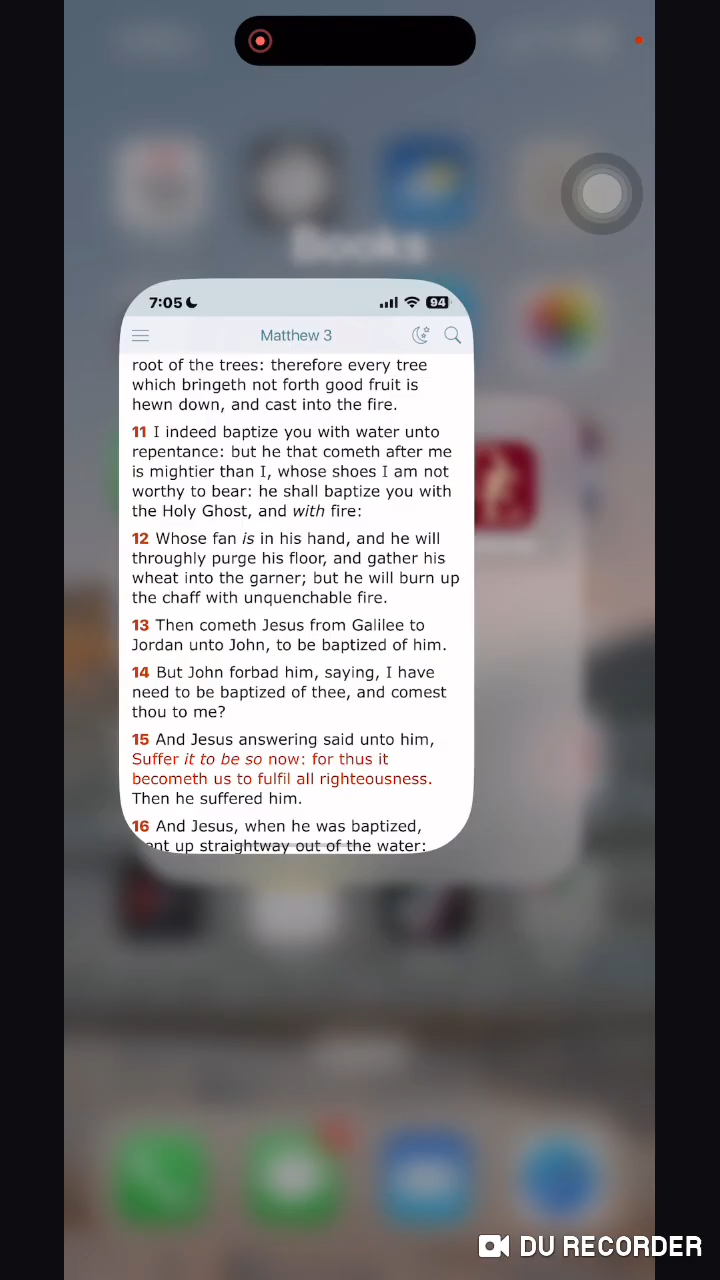 Books
7:05
94
Matthew 3
root of the trees: therefore every tree
which bringeth not forth good fruit is
hewn down, and cast into the fire.
11 I indeed baptize you with water unto
repentance: but he that cometh after me
is mightier than I, whose shoes I am not
worthy to bear: he shall baptize you with
the Holy Ghost, and with fire:
12 Whose fan is in his hand, and he will
throughly purge his floor, and gather his
wheat into the garner; but he will burn up
the chaff with unquenchable fire.
13 Then cometh Jesus from Galilee to
Jordan unto John, to be baptized of him.
14 But John forbad him, saying, I have
need to be baptized of thee, and comest
thou to me?
15 And Jesus answering said unto him,
Suffer it to be so now: for thus it
becometh us to fulfil all righteousness.
Then he suffered him.
16 And Jesus, when he was baptized,
ent up straightway out of the water:
DU RECORDER